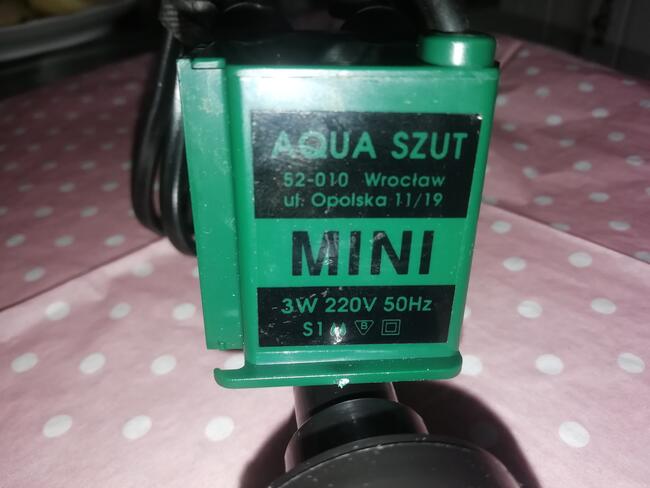 AQUA SZUT
52-010 Wrocław
ul. Opolska 11/19
MINI
3W 220V 50Hz
S1 B